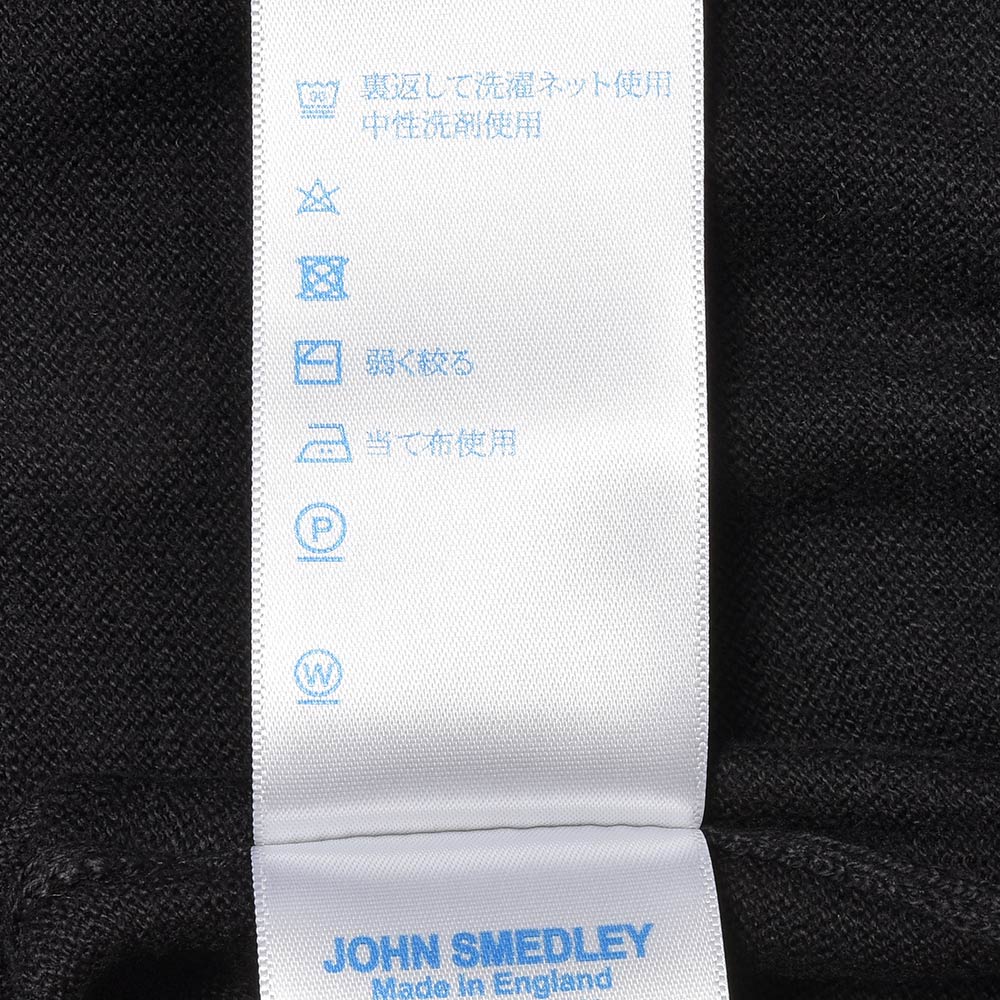 30
裏返して洗濯ネット使用
中性洗剤使用
弱く絞る
当て布使用
P
W
JOHN SMEDLEY
Made in England